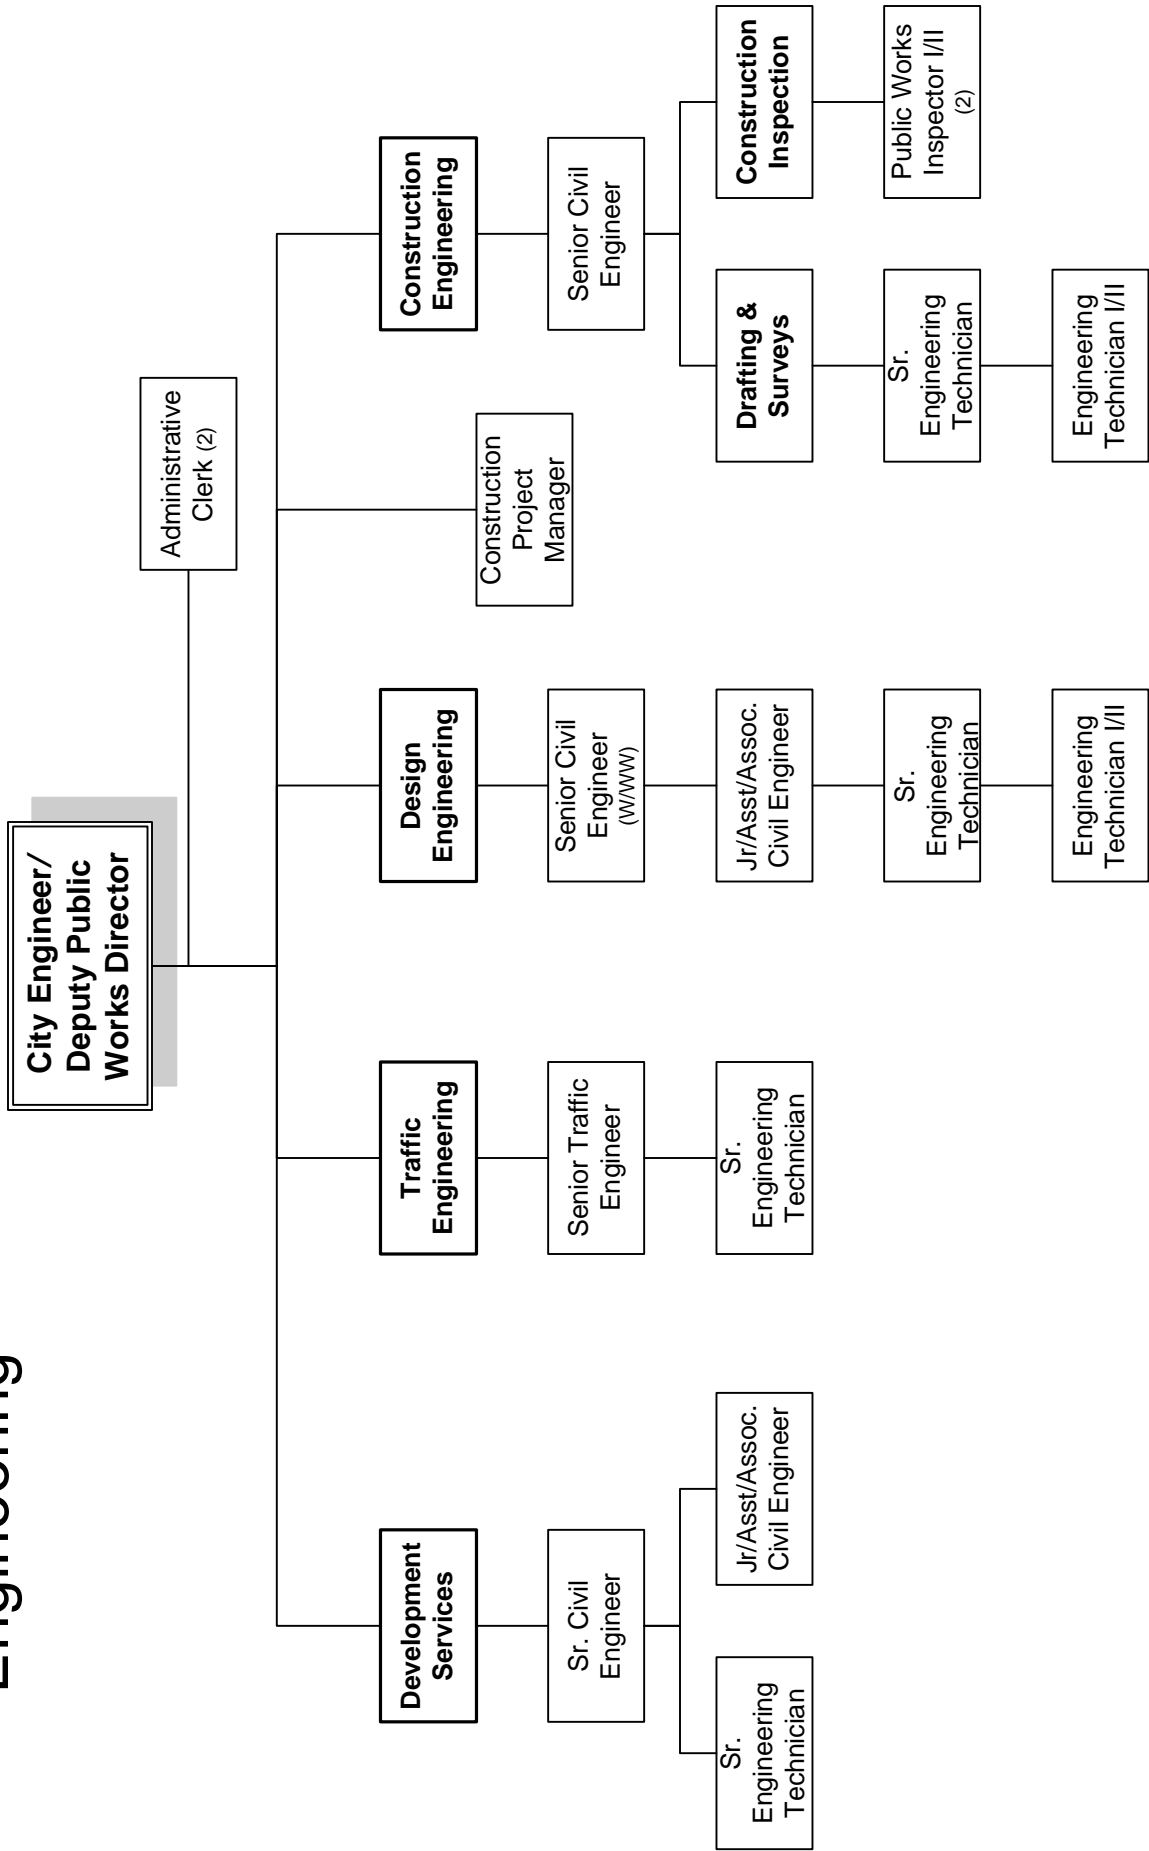 Engineering
City Engineer/
Deputy Public
Works Director
Administrative
Clerk (2)
Development
Services
Traffic
Engineering
Design
Engineering
Construction
Engineering
Construction
Project
Manager
Sr. Civil
Engineer
Senior Traffic
Engineer
Senior Civil
Engineer
(W/WW)
Senior Civil
Engineer
Sr.
Engineering
Technician
Jr/Asst/Assoc.
Civil Engineer
Sr.
Engineering
Technician
Jr/Asst/Assoc.
Civil Engineer
Drafting &
Surveys
Construction
Inspection
Sr.
Engineering
Technician
Sr.
Engineering
Technician
Public Works
Inspector I/II
(2)
Engineering
Technician I/II
Engineering
Technician I/II